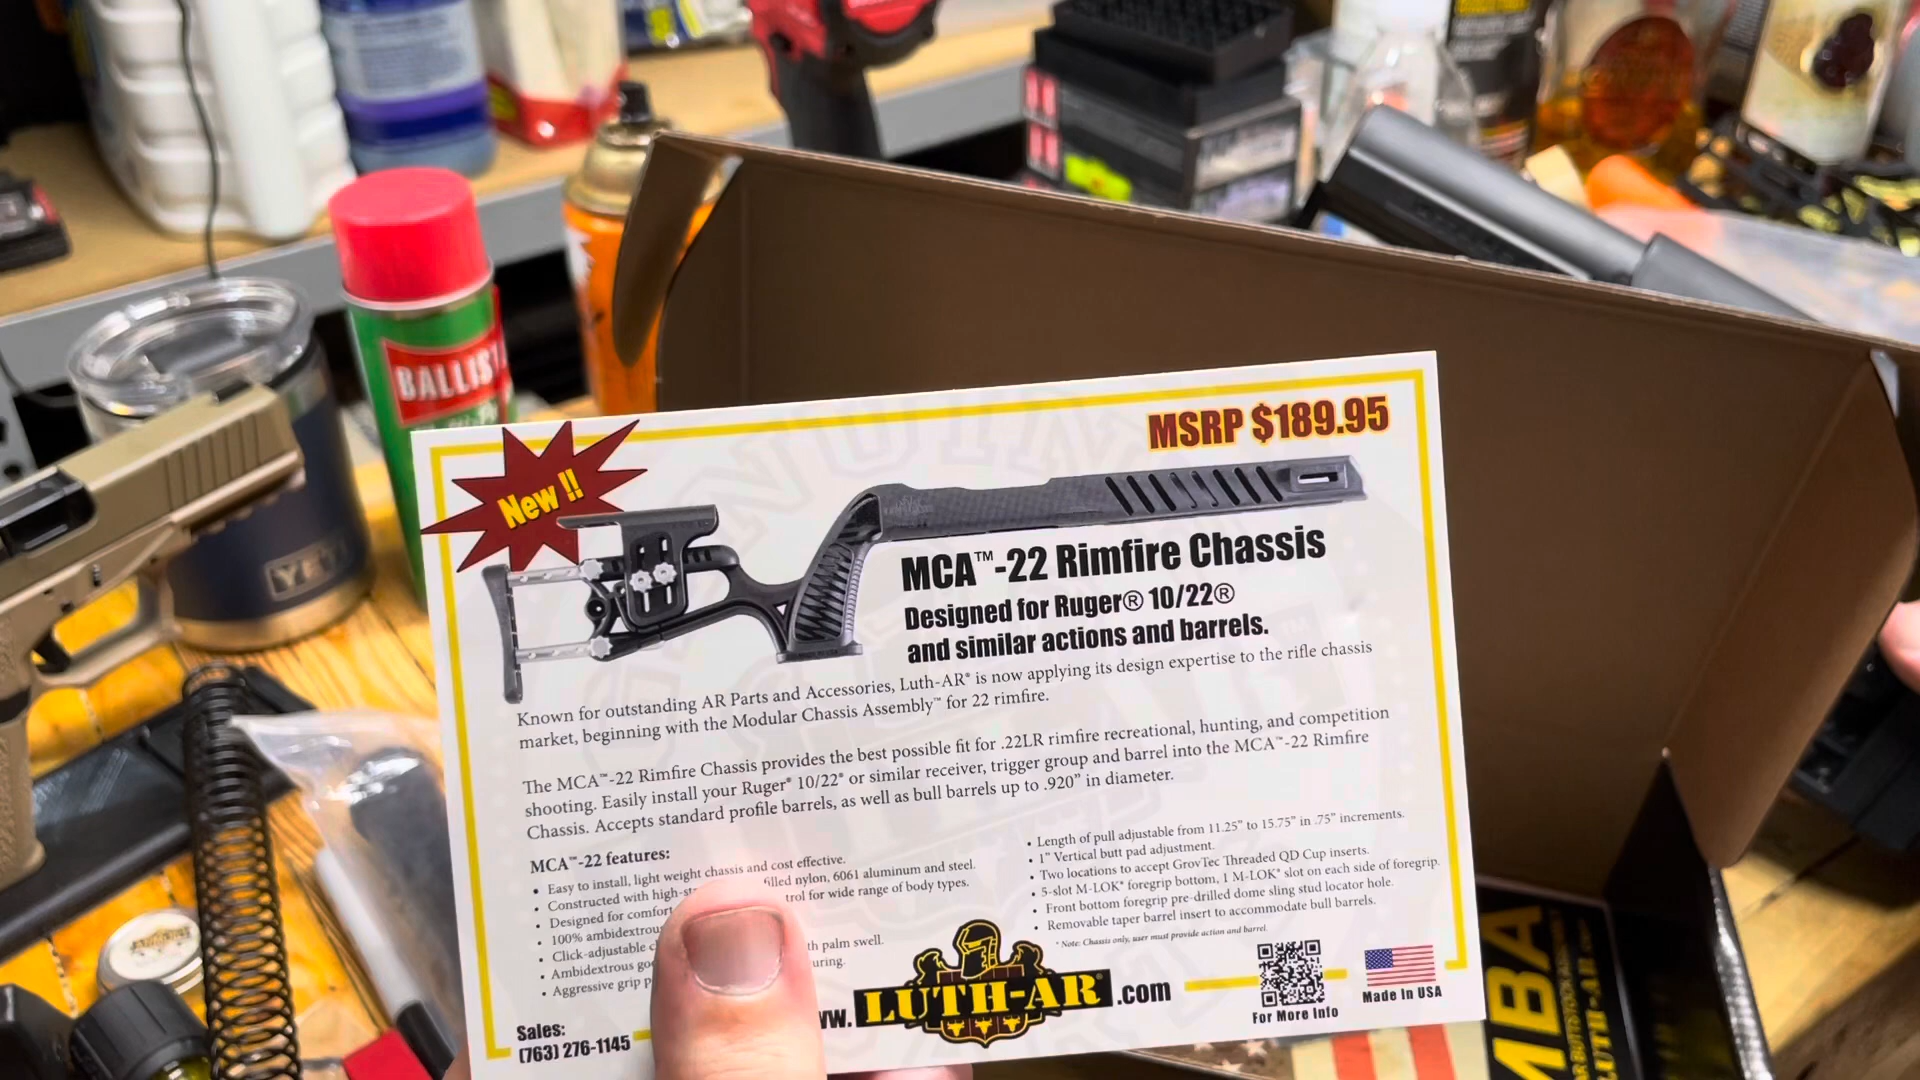 BALLIS
YETI
New !!
MSRP $189.95
MCA™-22 Rimfire Chassis
Designed for Ruger® 10/22®
and similar actions and barrels.
Known for outstanding AR Parts and Accessories, Luth-AR® is now applying its design expertise to the rifle chassis
market, beginning with the Modular Chassis Assembly™ for 22 rimfire.
The MCA™-22 Rimfire Chassis provides the best possible fit for .22LR rimfire recreational, hunting, and competition
shooting. Easily install your Ruger® 10/22® or similar receiver, trigger group and barrel into the MCA™-22 Rimfire
Chassis. Accepts standard profile barrels, as well as bull barrels up to .920” in diameter.
MCA™-22 features:
• Easy to install, light weight chassis and cost effective.
• Constructed with high-st filled nylon, 6061 aluminum and steel.
• Designed for comfort trol for wide range of body types.
• 100% ambidextrous
• Click-adjustable c
• Ambidextrous th palm swell.
• Aggressive grip uring.
• Length of pull adjustable from 11.25” to 15.75” in .75” increments.
• 1” Vertical butt pad adjustment.
• Two locations to accept GrovTec Threaded QD Cup inserts.
• 5-slot M-LOK® foregrip bottom, 1 M-LOK® slot on each side of foregrip.
• Front bottom foregrip pre-drilled dome sling stud locator hole.
• Removable taper barrel insert to accommodate bull barrels.
* Note: Chassis only, user must provide action and barrel.
Sales:
(763) 276-1145
w. LUTH-AR® .com
For More Info
Made In USA
MBA
LUTH-AR